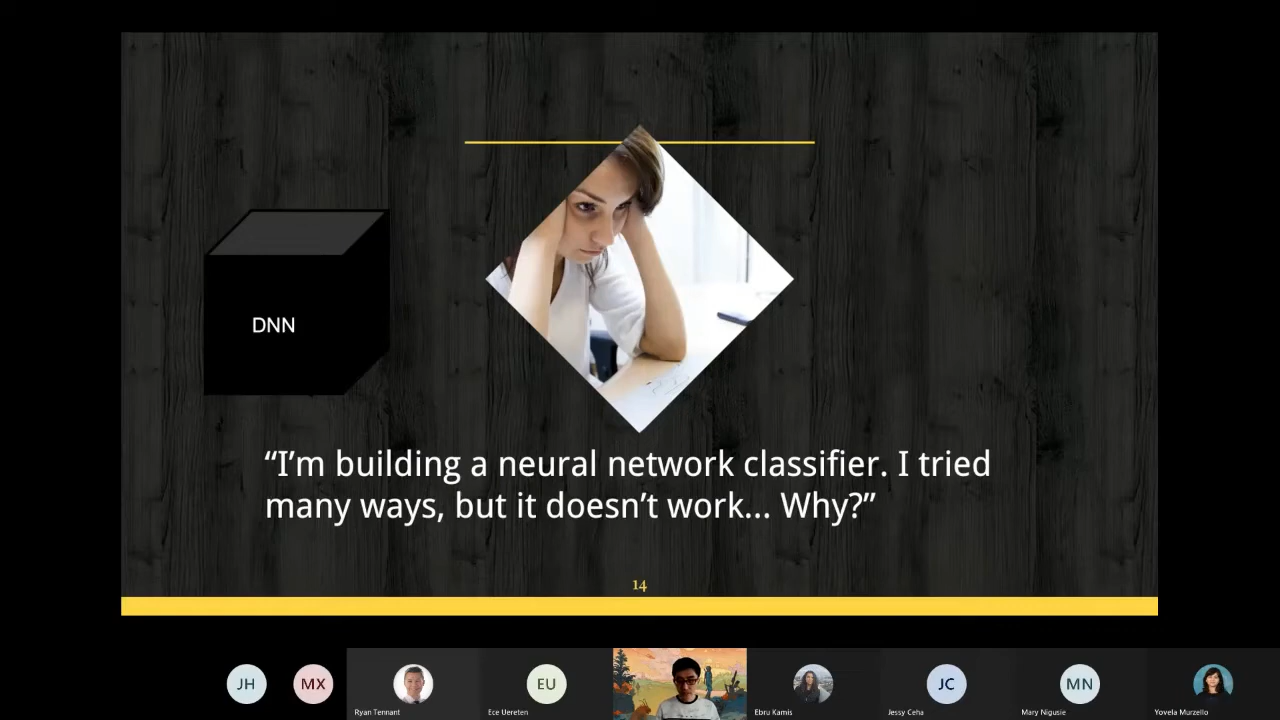 DNN
“I’m building a neural network classifier. I tried
many ways, but it doesn’t work... Why?”
14
JH
MX
Ryan Tennant
EU
Ece Uereten
Ebru Kamis
JC
Jessy Ceha
MN
Mary Nigusie
Yovela Murzello